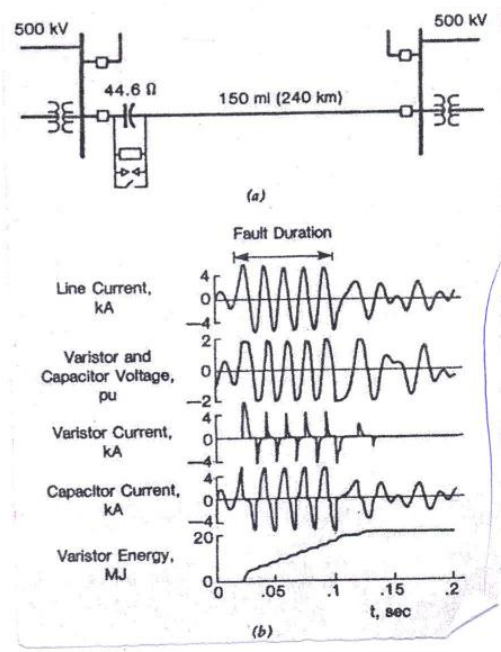 500 kV
500 kV
44.6 Ω
150 mi (240 km)
(a)
Fault Duration
Line Current,
kA
4
0
−4
Varistor and
Capacitor Voltage,
pu
2
0
−2
Varistor Current,
kA
4
0
−4
Capacitor Current,
kA
4
0
−4
Varistor Energy,
MJ
20
0
0 .05 .1 .15 0.2
t, sec
(b)